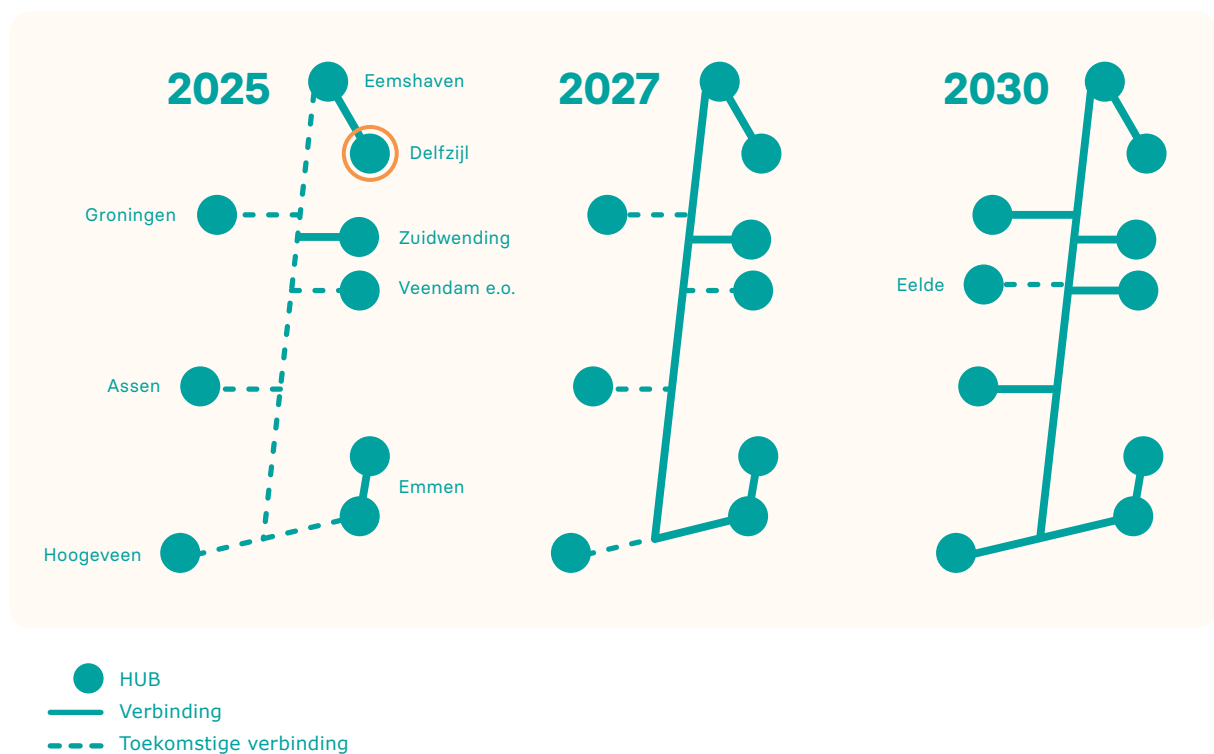 2025
Eemshaven
Delfzijl
Groningen
Zuidwending
Veendam e.o.
Assen
Emmen
Hoogeveen
2027
2030
Eelde
HUB
Verbinding
Toekomstige verbinding